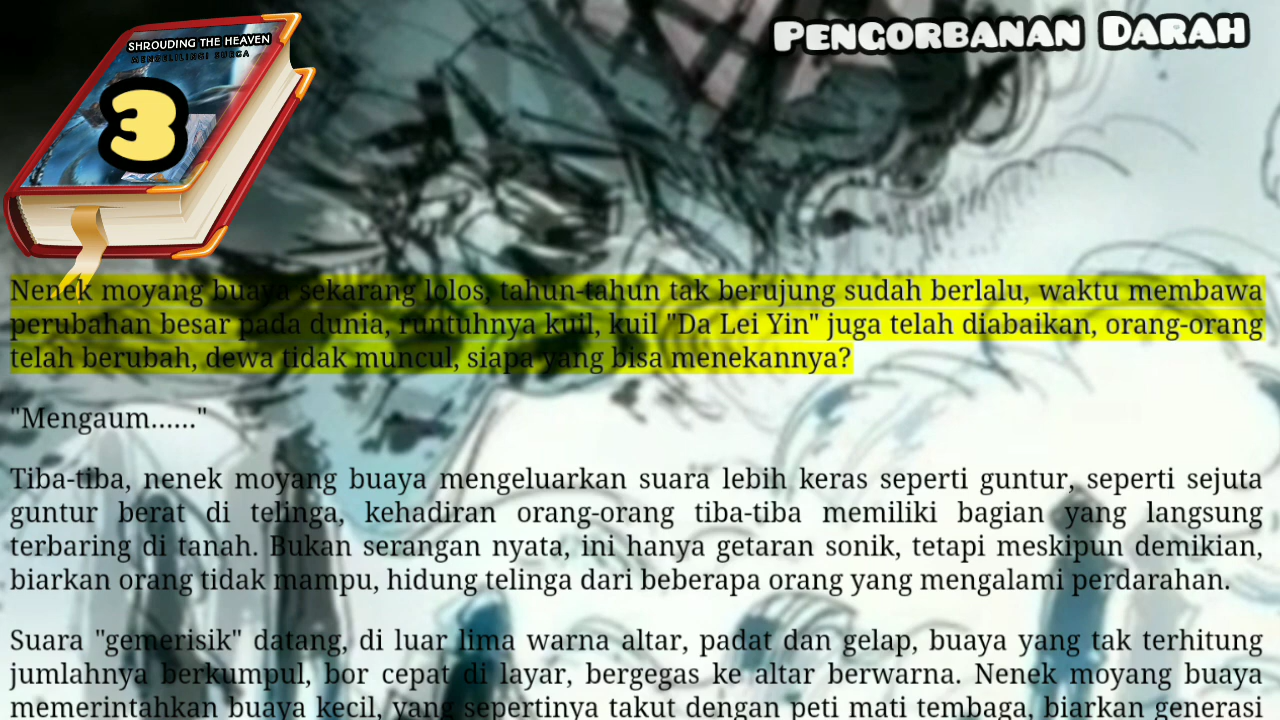 SHROUDING THE HEAVEN
MENGELILINGI SURGA
3
PENGORBANAN DARAH
Nenek moyang buaya sekarang lolos, tahun-tahun tak berujung sudah berlalu, waktu membawa
perubahan besar pada dunia, runtuhnya kuil, kuil "Da Lei Yin" juga telah diabaikan, orang-orang
telah berubah, dewa tidak muncul, siapa yang bisa menekannya?
"Mengaum......"
Tiba-tiba, nenek moyang buaya mengeluarkan suara lebih keras seperti guntur, seperti sejuta
guntur berat di telinga, kehadiran orang-orang tiba-tiba memiliki bagian yang langsung
terbaring di tanah. Bukan serangan nyata, ini hanya getaran sonik, tetapi meskipun demikian,
biarkan orang tidak mampu, hidung telinga dari beberapa orang yang mengalami perdarahan.
Suara "gemerisik" datang, di luar lima warna altar, padat dan gelap, buaya yang tak terhitung
jumlahnya berkumpul, bor cepat di layar, bergegas ke altar berwarna. Nenek moyang buaya
memerintahkan buaya kecil, yang sepertinya takut dengan peti mati tembaga, biarkan generasi